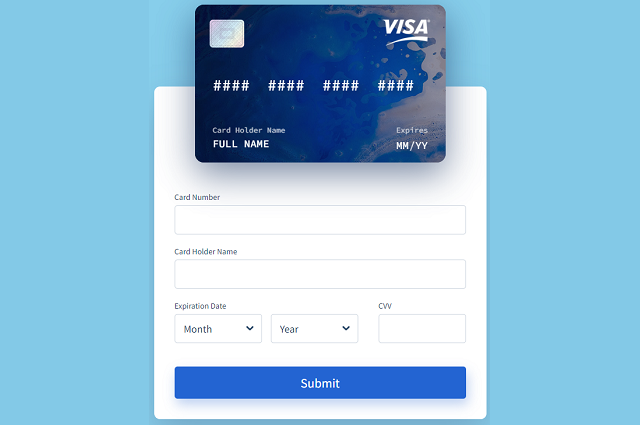 VISA
#### #### #### ####
Card Holder Name Expires
FULL NAME MM/YY
Card Number
Card Holder Name
Expiration Date CVV
Month Year
Submit